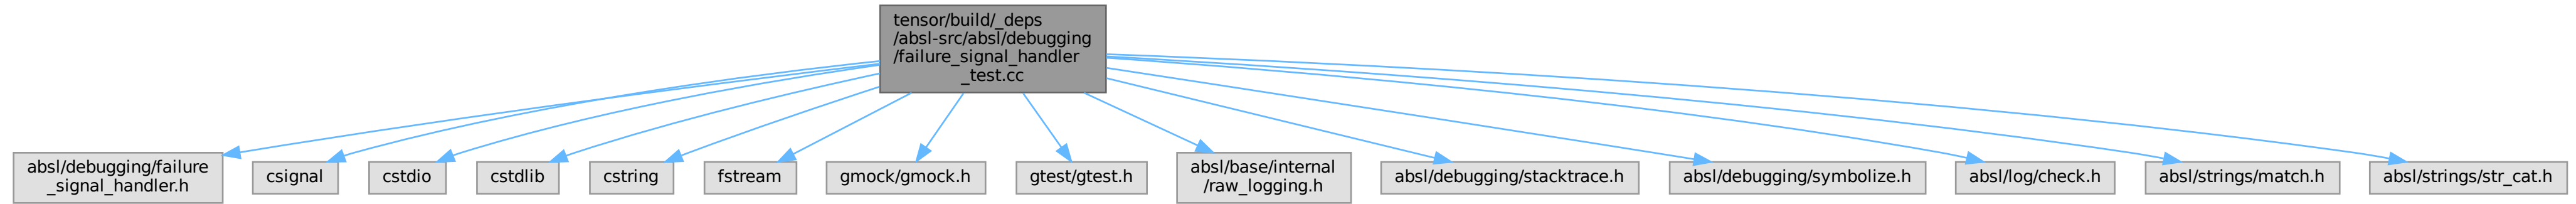 tensor/build/_deps
/absl-src/absl/debugging
/failure_signal_handler
_test.cc
absl/debugging/failure
_signal_handler.h
csignal
cstdio
cstdlib
cstring
fstream
gmock/gmock.h
gtest/gtest.h
absl/base/internal
/raw_logging.h
absl/debugging/stacktrace.h
absl/debugging/symbolize.h
absl/log/check.h
absl/strings/match.h
absl/strings/str_cat.h